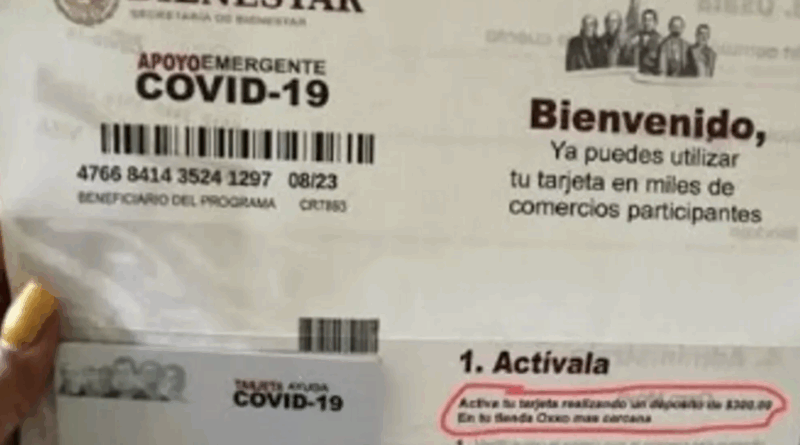 BIENESTAR
SECRETARÍA DE BIENESTAR
APOYOEMERGENTE
COVID-19
4766 8414 3524 1297 08/23
BENEFICIARIO DEL PROGRAMA CR7883
TARJETA AYUDA
COVID-19
Bienvenido,
Ya puedes utilizar
tu tarjeta en miles de
comercios participantes
1. Actívala
Activa tu tarjeta realizando un deposito de $300.00
En tu tienda Oxxo mas cercana